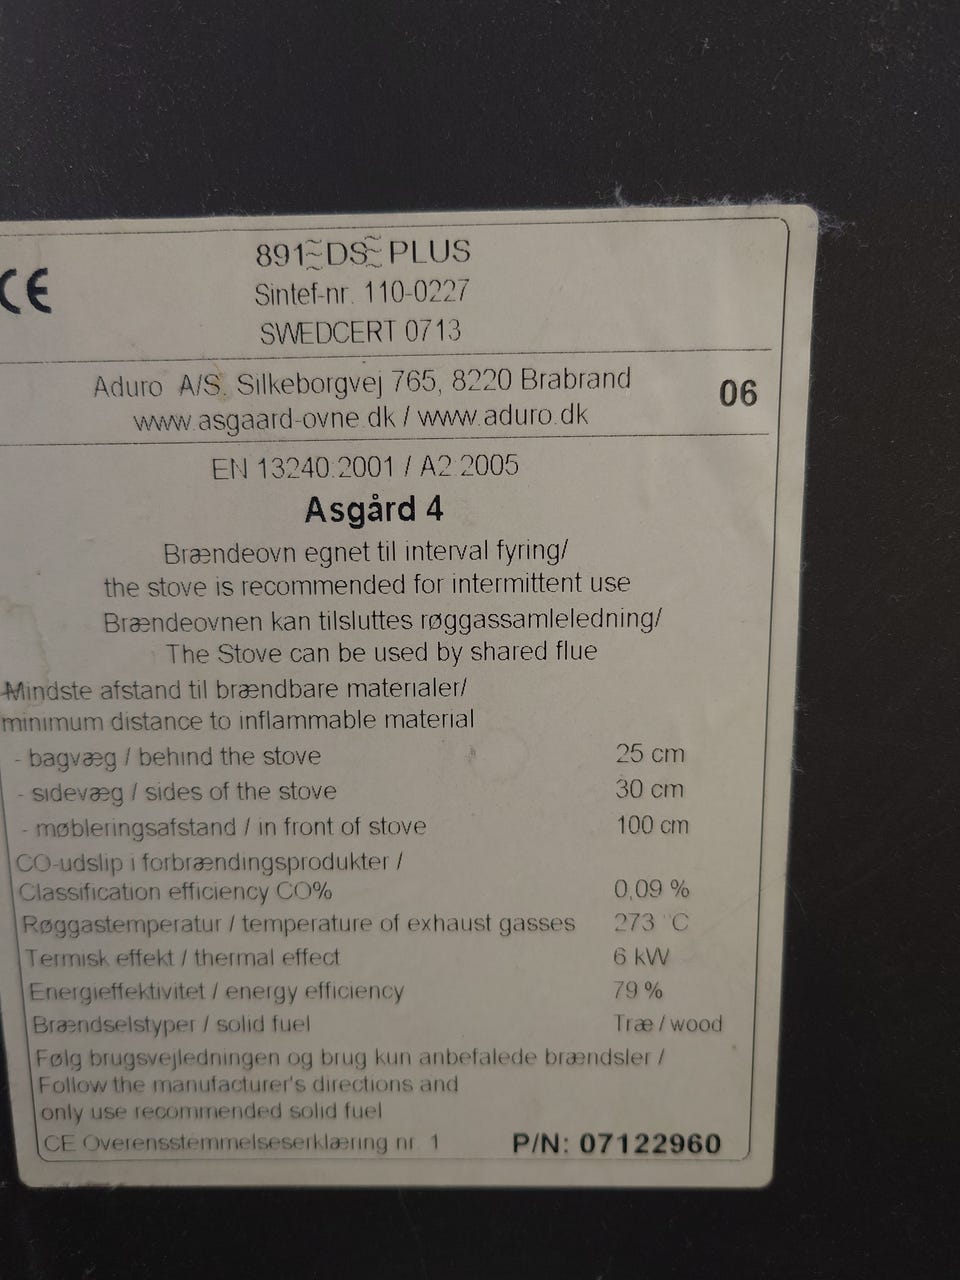 CE
891 DS PLUS
Sintef-nr. 110-0227
SWEDCERT 0713
Aduro A/S. Silkeborgvej 765, 8220 Brabrand
www.asgaard-ovne.dk / www.aduro.dk
06
EN 13240:2001 / A2:2005
Asgård 4
Brændeovn egnet til interval fyring/
the stove is recommended for intermittent use
Brændeovnen kan tilsluttes røggassamleledning/
The Stove can be used by shared flue
Mindste afstand til brændbare materialer/
minimum distance to inflammable material
- bagvæg / behind the stove 25 cm
- sidevæg / sides of the stove 30 cm
- møbleringsafstand / in front of stove 100 cm
CO-udslip i forbrændingsprodukter /
Classification efficiency CO% 0,09 %
Røggastemperatur / temperature of exhaust gasses 273 °C
Termisk effekt / thermal effect 6 kW
Energieffektivitet / energy efficiency 79 %
Brændselstyper / solid fuel Træ / wood
Følg brugsvejledningen og brug kun anbefalede brændsler /
Follow the manufacturer's directions and
only use recommended solid fuel
CE Overensstemmelseserklæring nr. 1 P/N: 07122960